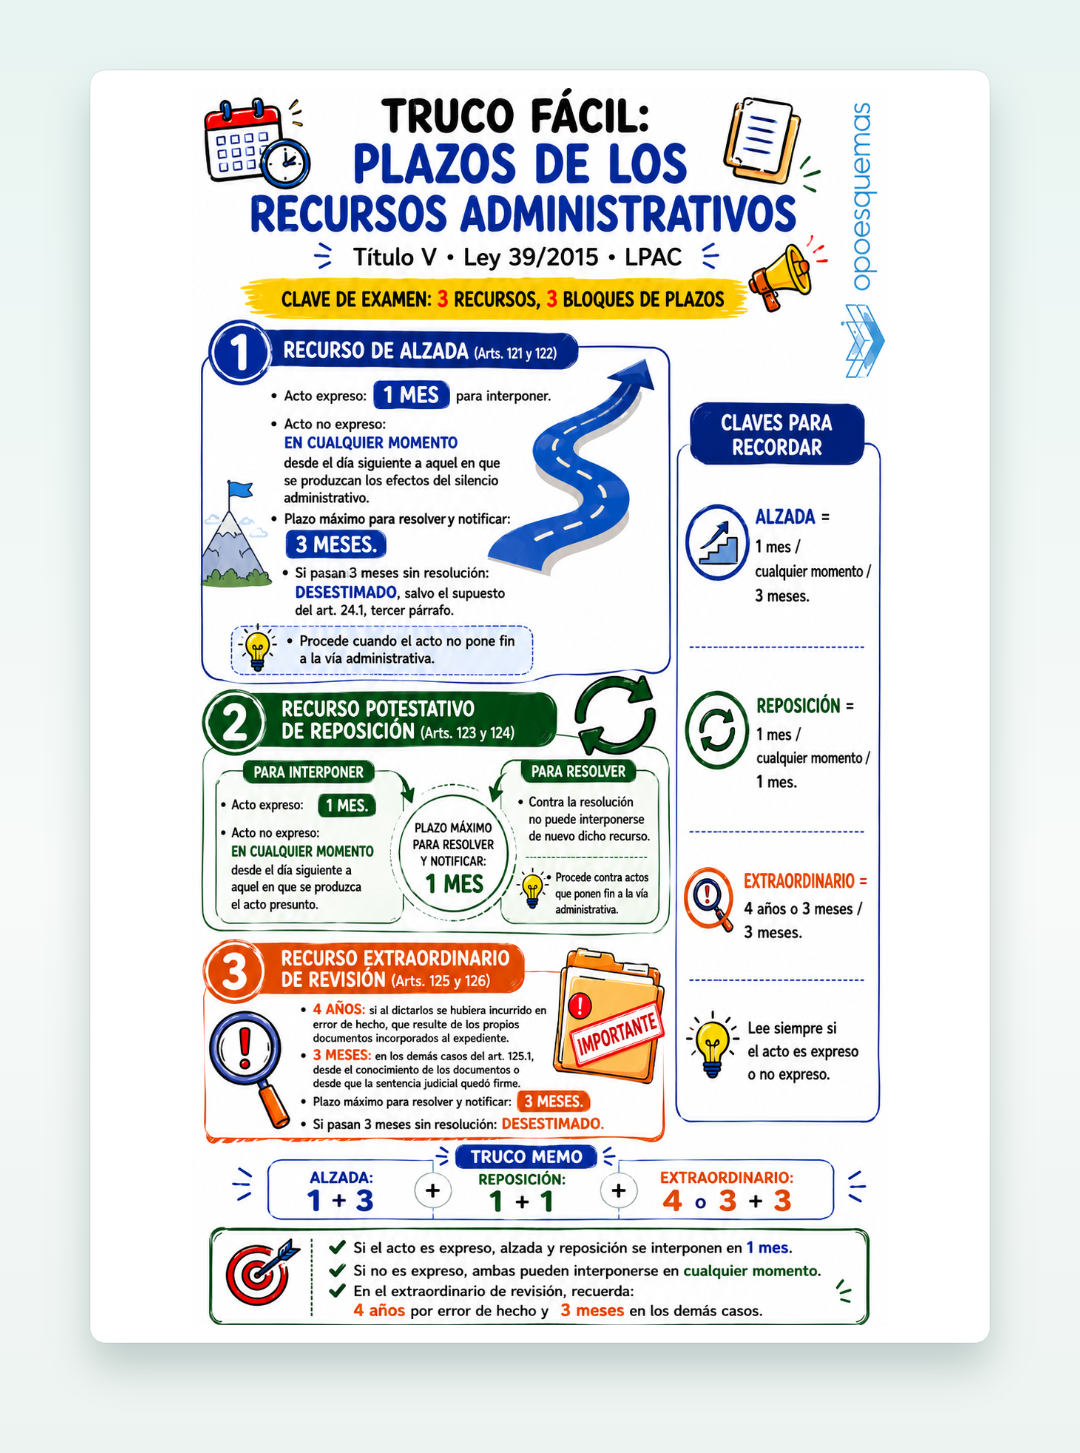 TRUCO FÁCIL:
PLAZOS DE LOS
RECURSOS ADMINISTRATIVOS
Título V • Ley 39/2015 • LPAC
CLAVE DE EXAMEN: 3 RECURSOS, 3 BLOQUES DE PLAZOS
opoesquemas
1 RECURSO DE ALZADA (Arts. 121 y 122)
• Acto expreso: 1 MES para interponer.
• Acto no expreso:
EN CUALQUIER MOMENTO
desde el día siguiente a aquel en que
se produzcan los efectos del silencio
administrativo.
• Plazo máximo para resolver y notificar:
3 MESES.
• Si pasan 3 meses sin resolución:
DESESTIMADO, salvo el supuesto
del art. 24.1, tercer párrafo.
• Procede cuando el acto no pone fin
a la vía administrativa.
2 RECURSO POTESTATIVO
DE REPOSICIÓN (Arts. 123 y 124)
PARA INTERPONER
• Acto expreso: 1 MES.
• Acto no expreso:
EN CUALQUIER MOMENTO
desde el día siguiente a
aquel en que se produzca
el acto presunto.
PLAZO MÁXIMO
PARA RESOLVER
Y NOTIFICAR:
1 MES
PARA RESOLVER
• Contra la resolución
no puede interponerse
de nuevo dicho recurso.
• Procede contra actos
que ponen fin a la vía
administrativa.
3 RECURSO EXTRAORDINARIO
DE REVISIÓN (Arts. 125 y 126)
• 4 AÑOS: si al dictarlos se hubiera incurrido en
error de hecho, que resulte de los propios
documentos incorporados al expediente.
• 3 MESES: en los demás casos del art. 125.1,
desde el conocimiento de los documentos o
desde que la sentencia judicial quedó firme.
• Plazo máximo para resolver y notificar: 3 MESES.
• Si pasan 3 meses sin resolución: DESESTIMADO.
!
!
IMPORTANTE
CLAVES PARA
RECORDAR
ALZADA =
1 mes /
cualquier momento /
3 meses.
REPOSICIÓN =
1 mes /
cualquier momento /
1 mes.
!
EXTRAORDINARIO =
4 años o 3 meses /
3 meses.
Lee siempre si
el acto es expreso
o no expreso.
TRUCO MEMO
ALZADA:
1 + 3
+
REPOSICIÓN:
1 + 1
+
EXTRAORDINARIO:
4 o 3 + 3
✔ Si el acto es expreso, alzada y reposición se interponen en 1 mes.
✔ Si no es expreso, ambas pueden interponerse en cualquier momento.
✔ En el extraordinario de revisión, recuerda:
4 años por error de hecho y 3 meses en los demás casos.